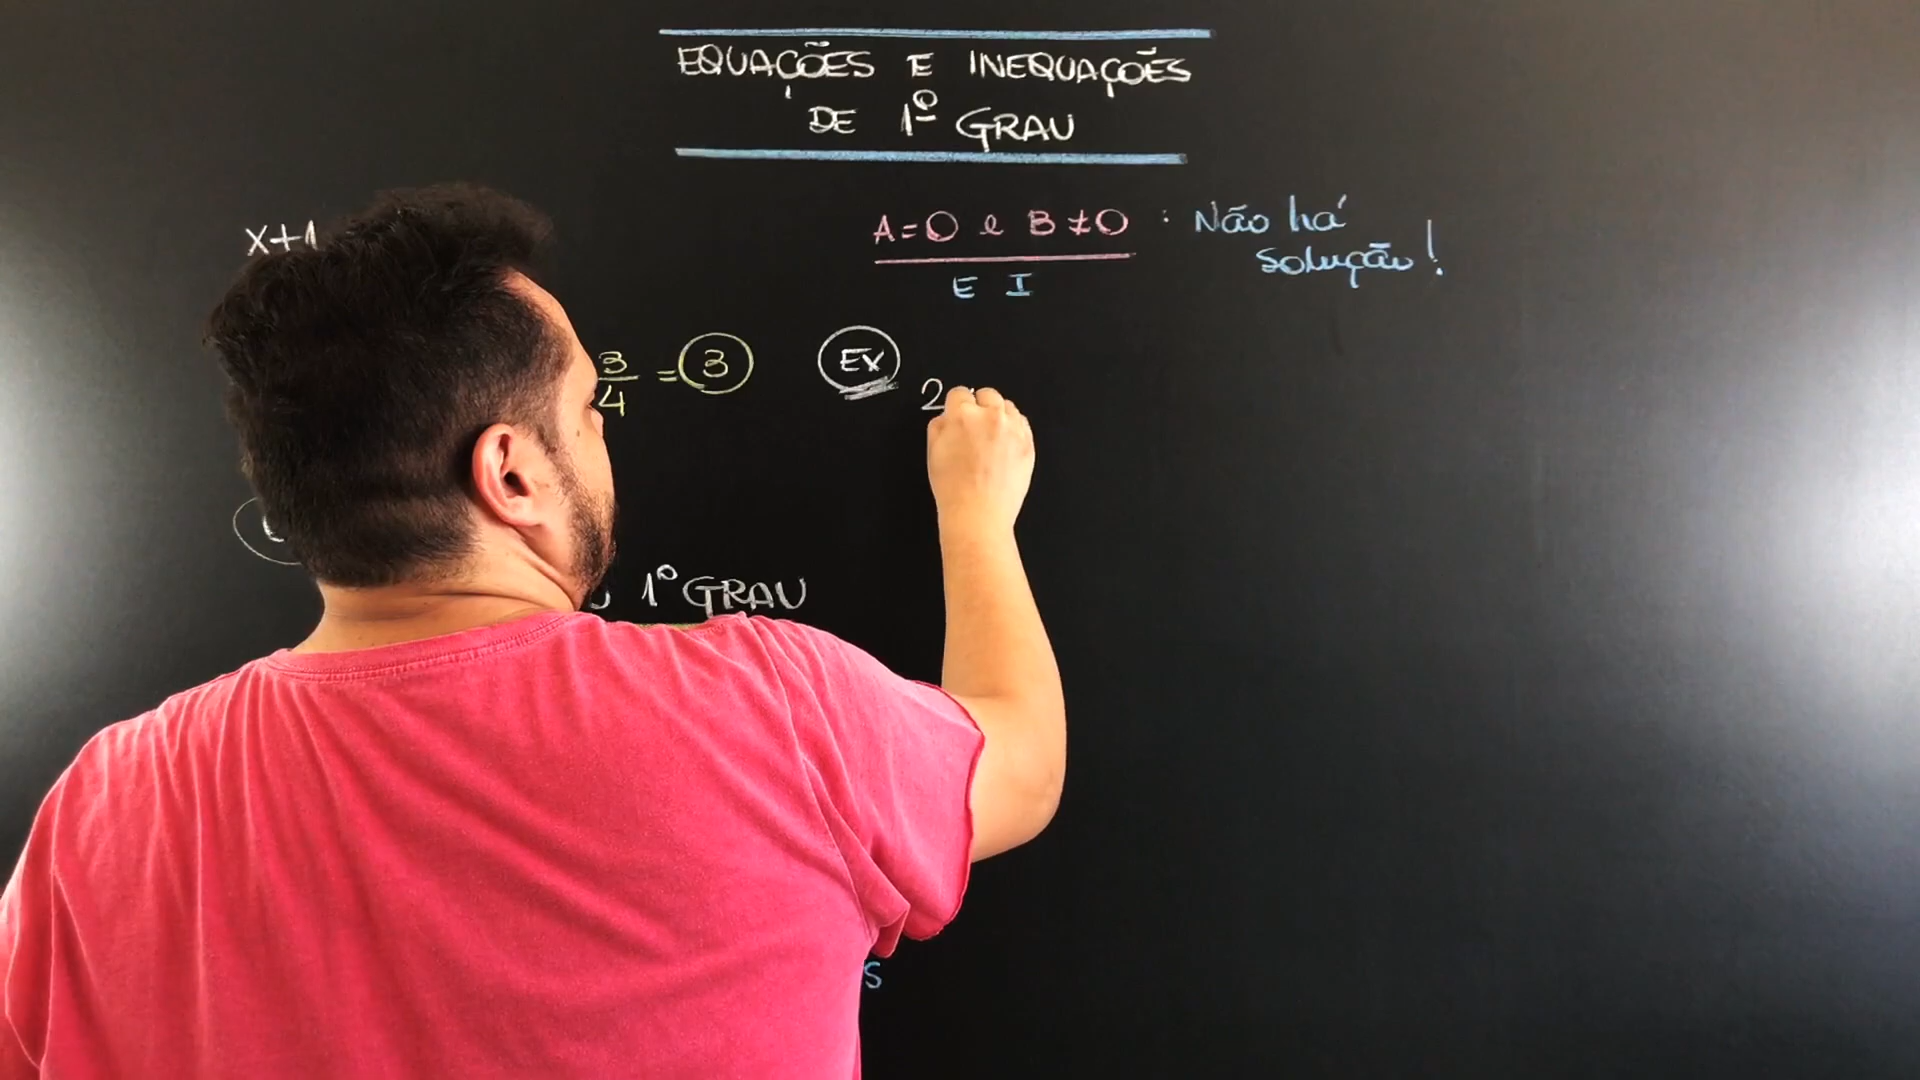 EQUAÇÕES E INEQUAÇÕES
DE 1º GRAU
x+1
A=0 e B≠0 : Não há
solução!
E I
3/4 = 3
EX
2
1º GRAU
S